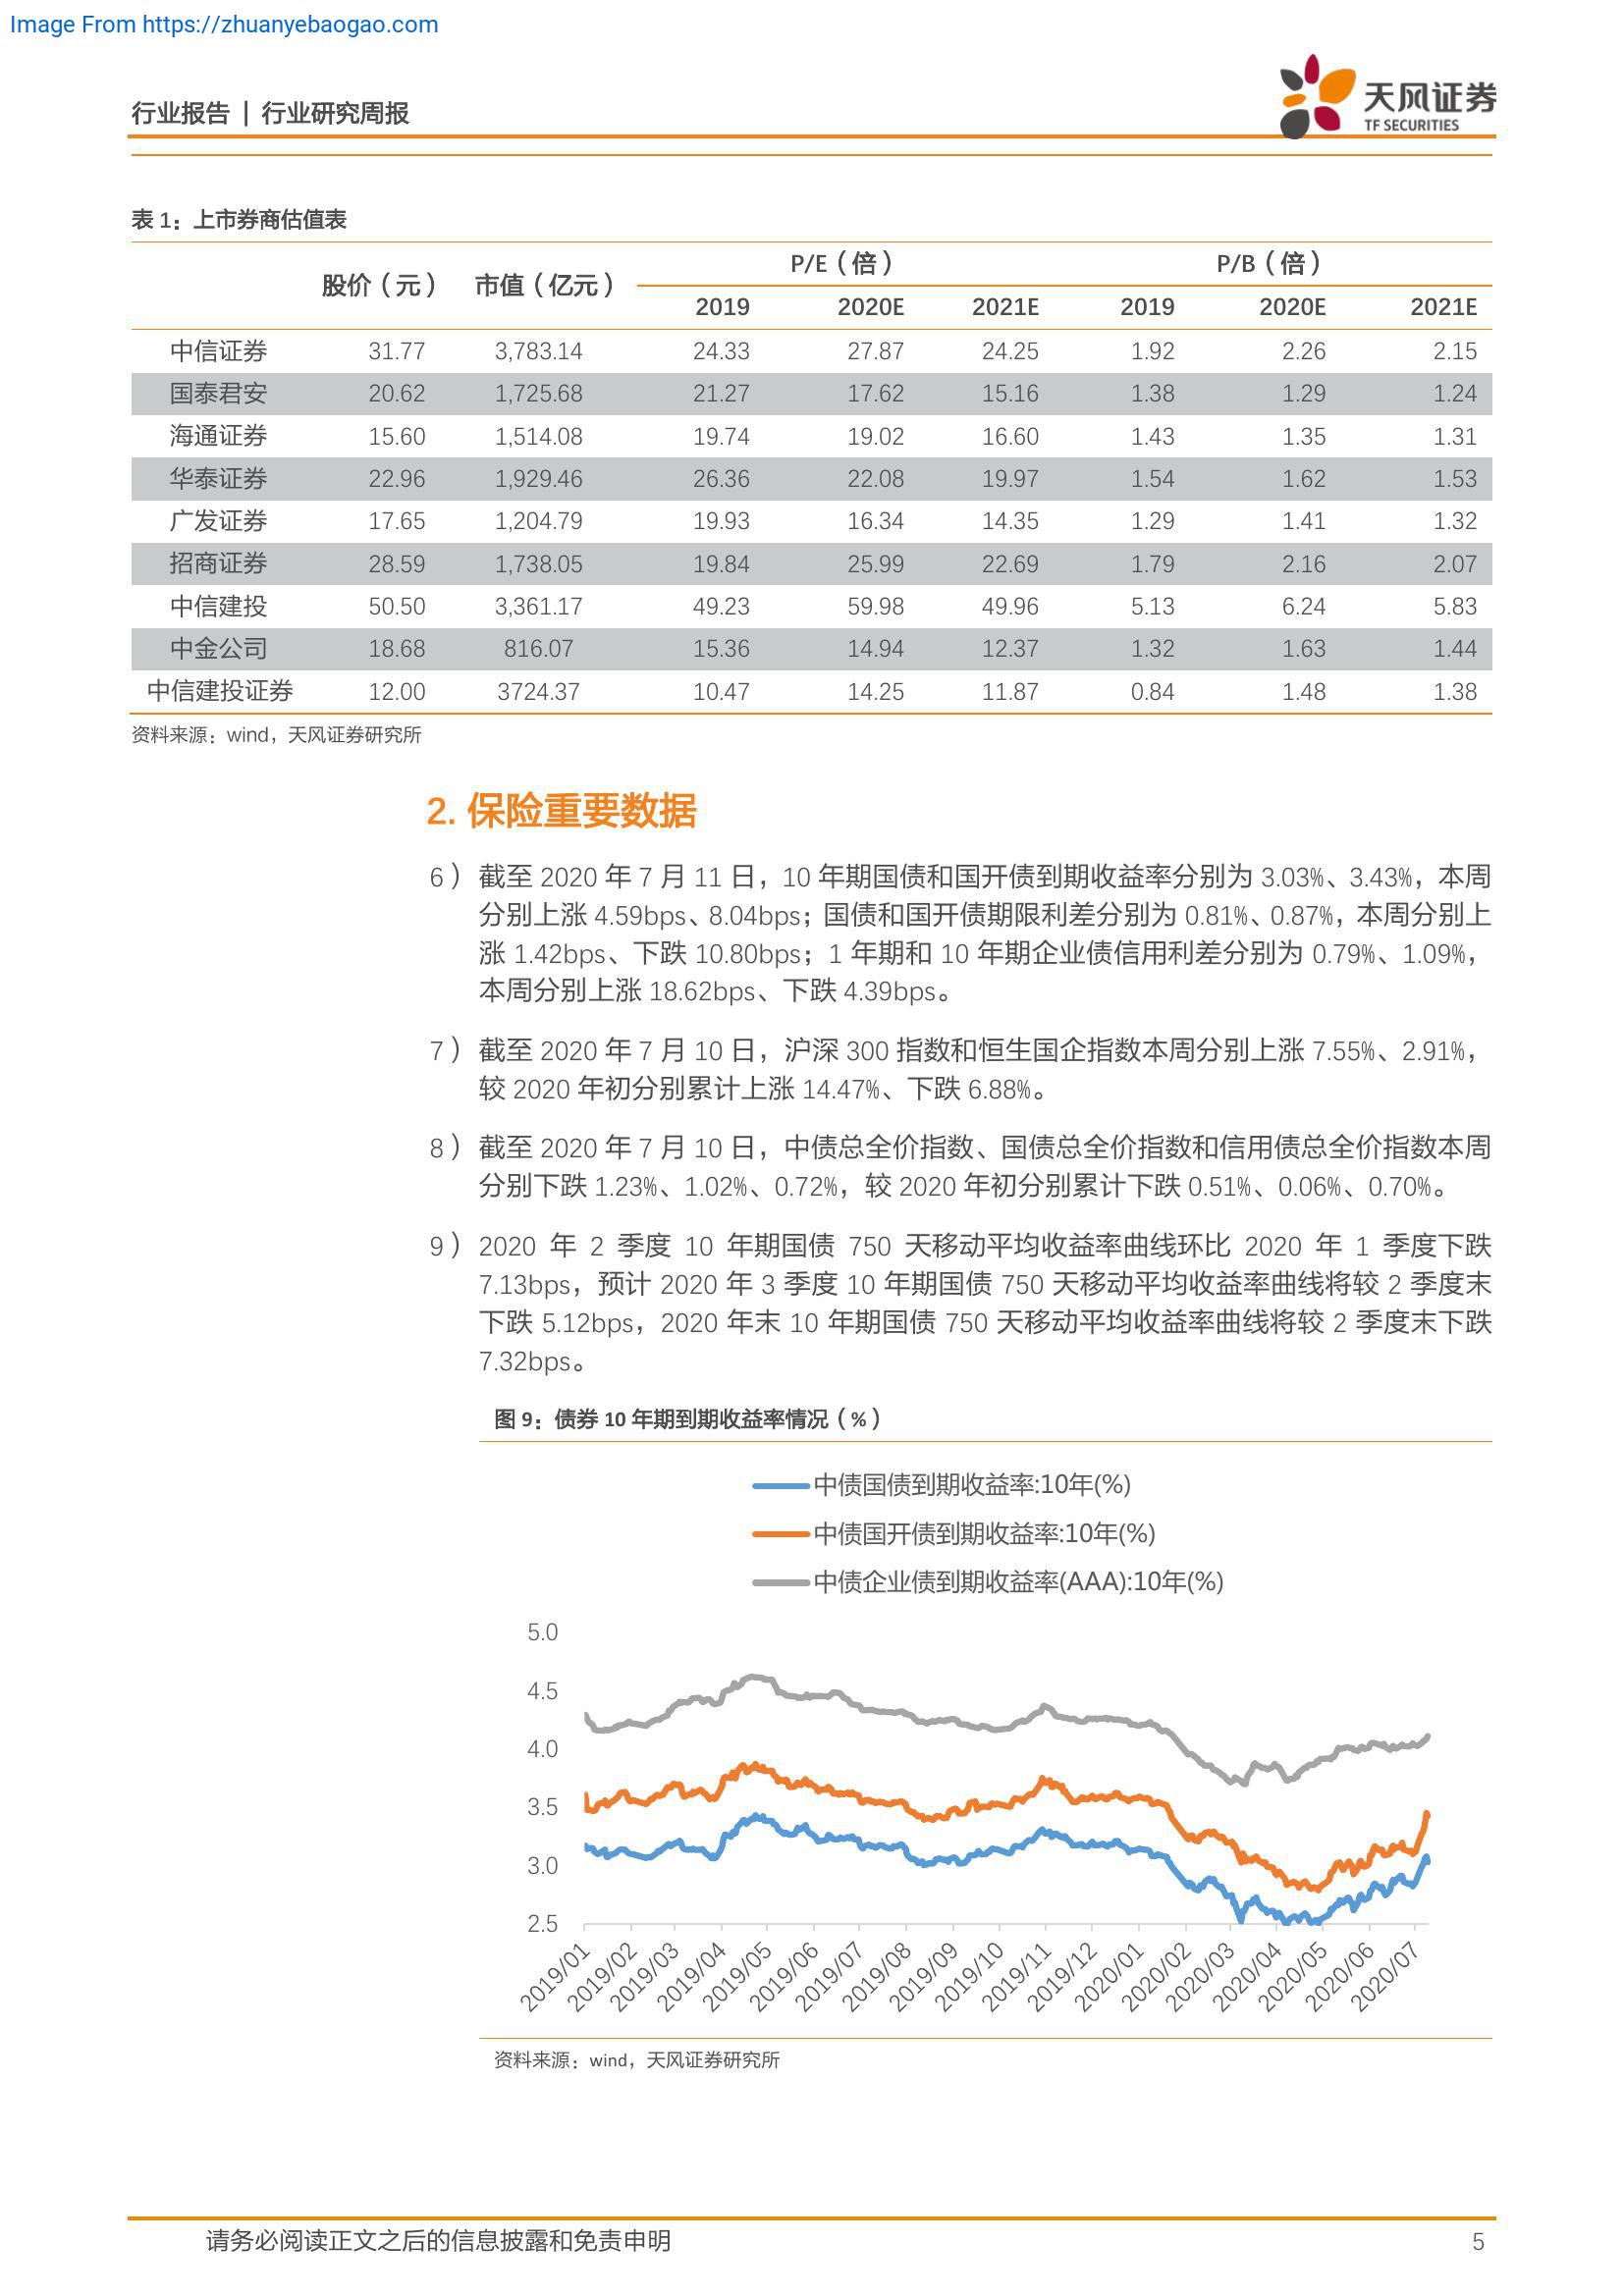 Image From https://zhuanyebaogao.com
行业报告 | 行业研究周报
天风证券
TF SECURITIES
表 1：上市券商估值表
股价（元） 市值（亿元） P/E（倍） P/B（倍）
2019 2020E 2021E 2019 2020E 2021E
中信证券 31.77 3,783.14 24.33 27.87 24.25 1.92 2.26 2.15
国泰君安 20.62 1,725.68 21.27 17.62 15.16 1.38 1.29 1.24
海通证券 15.60 1,514.08 19.74 19.02 16.60 1.43 1.35 1.31
华泰证券 22.96 1,929.46 26.36 22.08 19.97 1.54 1.62 1.53
广发证券 17.65 1,204.79 19.93 16.34 14.35 1.29 1.41 1.32
招商证券 28.59 1,738.05 19.84 25.99 22.69 1.79 2.16 2.07
中信建投 50.50 3,361.17 49.23 59.98 49.96 5.13 6.24 5.83
中金公司 18.68 816.07 15.36 14.94 12.37 1.32 1.63 1.44
中信建投证券 12.00 3724.37 10.47 14.25 11.87 0.84 1.48 1.38
资料来源：wind，天风证券研究所
2. 保险重要数据
6） 截至 2020 年 7 月 11 日，10 年期国债和国开债到期收益率分别为 3.03%、3.43%，本周
分别上涨 4.59bps、8.04bps；国债和国开债期限利差分别为 0.81%、0.87%，本周分别上
涨 1.42bps、下跌 10.80bps；1 年期和 10 年期企业债信用利差分别为 0.79%、1.09%，
本周分别上涨 18.62bps、下跌 4.39bps。
7） 截至 2020 年 7 月 10 日，沪深 300 指数和恒生国企指数本周分别上涨 7.55%、2.91%，
较 2020 年初分别累计上涨 14.47%、下跌 6.88%。
8） 截至 2020 年 7 月 10 日，中债总全价指数、国债总全价指数和信用债总全价指数本周
分别下跌 1.23%、1.02%、0.72%，较 2020 年初分别累计下跌 0.51%、0.06%、0.70%。
9） 2020 年 2 季度 10 年期国债 750 天移动平均收益率曲线环比 2020 年 1 季度下跌
7.13bps，预计 2020 年 3 季度 10 年期国债 750 天移动平均收益率曲线将较 2 季度末
下跌 5.12bps，2020 年末 10 年期国债 750 天移动平均收益率曲线将较 2 季度末下跌
7.32bps。
图 9：债券 10 年期到期收益率情况（%）
中债国债到期收益率:10年(%)
中债国开债到期收益率:10年(%)
中债企业债到期收益率(AAA):10年(%)
5.0
4.5
4.0
3.5
3.0
2.5
2019/01 2019/02 2019/03 2019/04 2019/05 2019/06 2019/07 2019/08 2019/09 2019/10 2019/11 2019/12 2020/01 2020/02 2020/03 2020/04 2020/05 2020/06 2020/07
资料来源：wind，天风证券研究所
请务必阅读正文之后的信息披露和免责申明 5